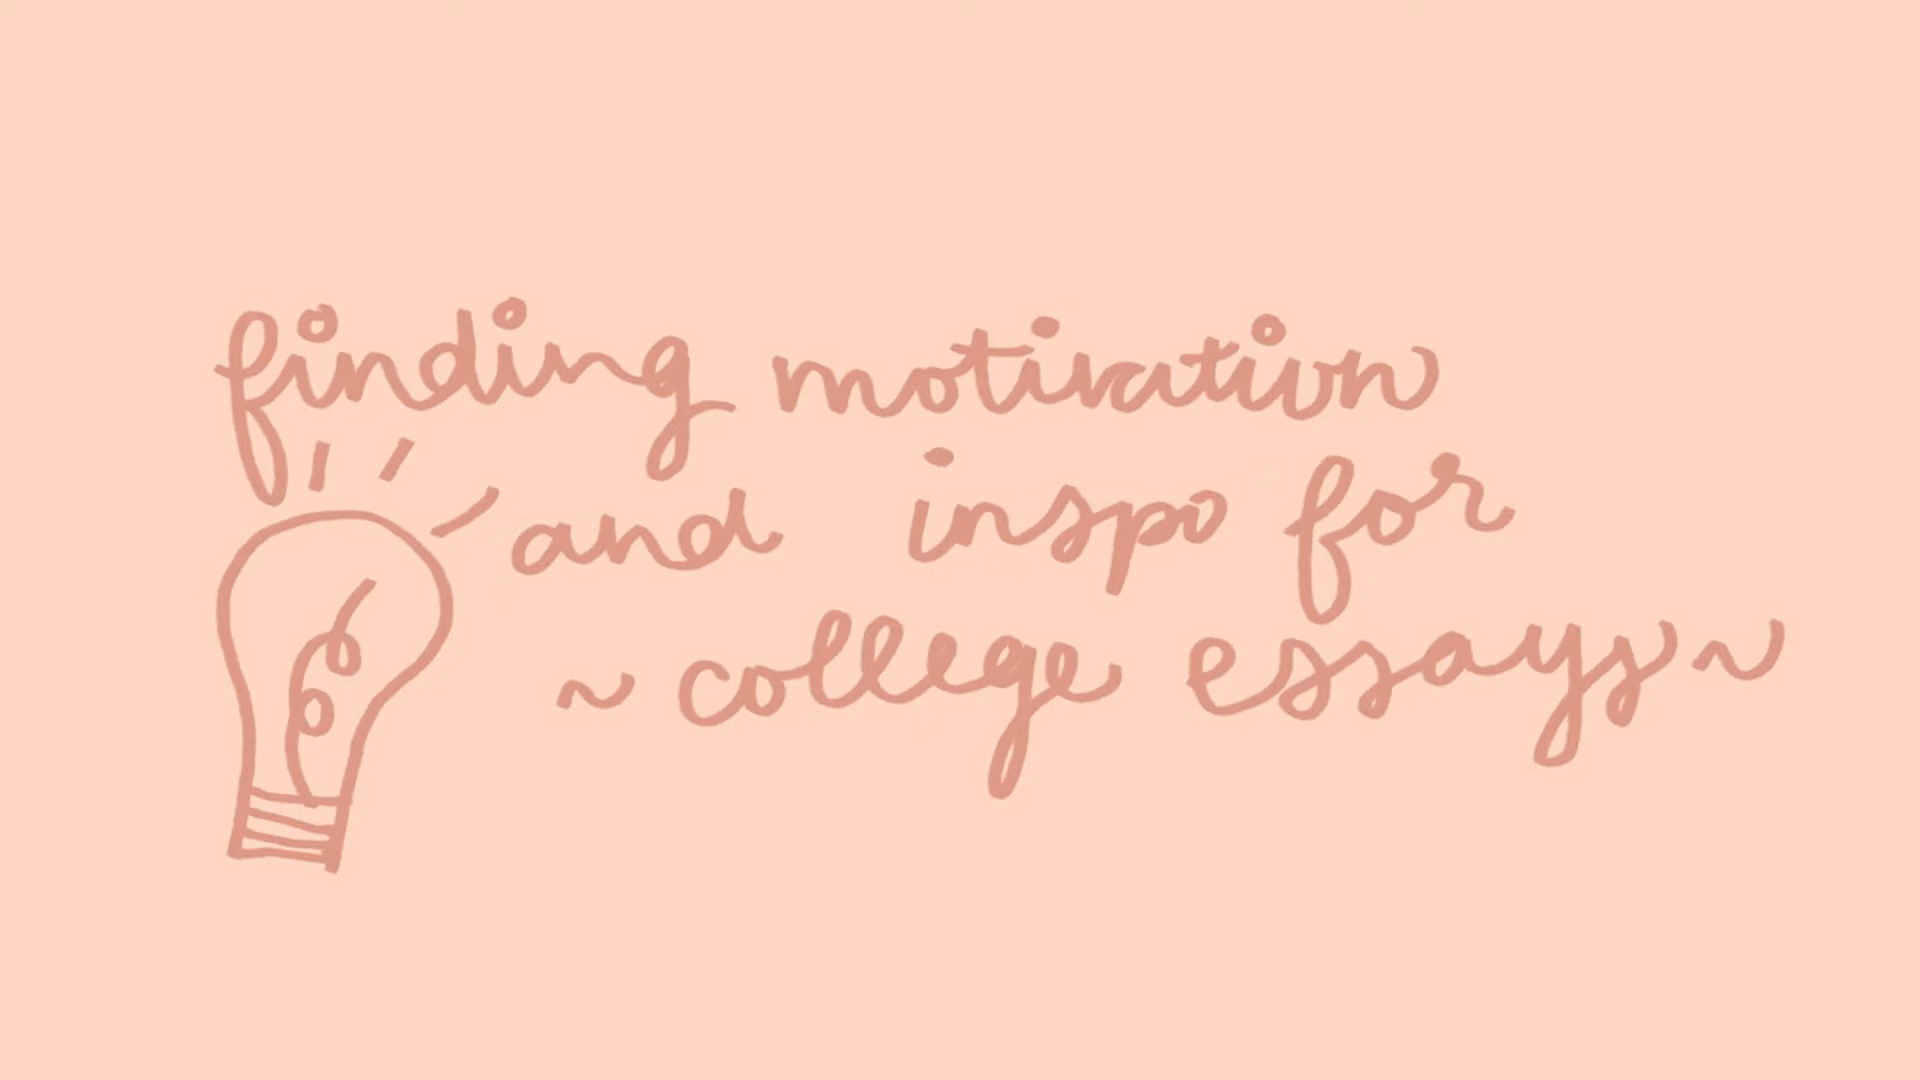 finding motivation
and inspo for
~ college essays ~